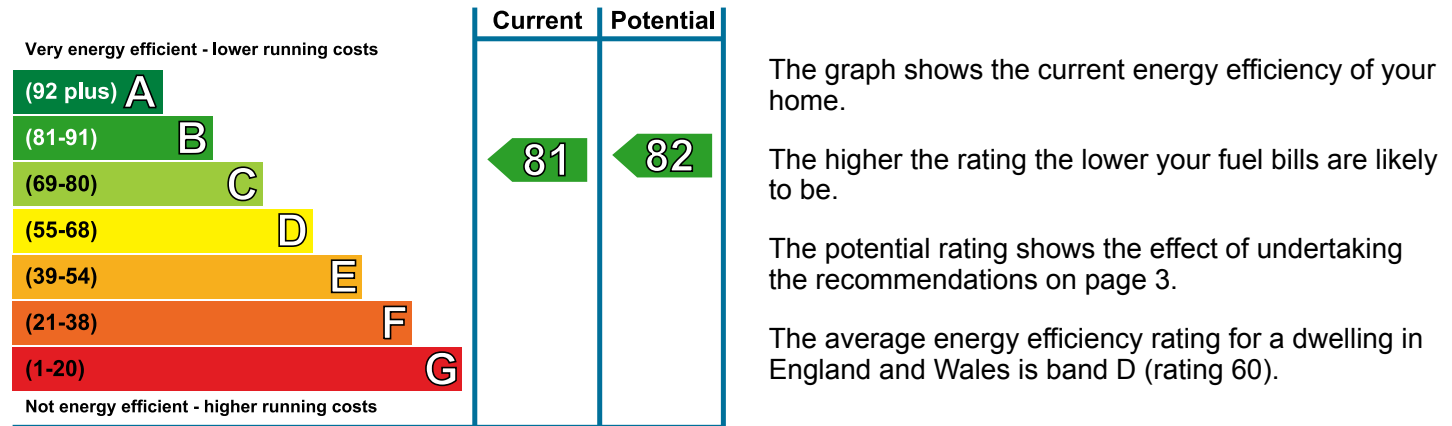 Current Potential
Very energy efficient - lower running costs
(92 plus) A
(81-91) B
81 82
(69-80) C
(55-68) D
(39-54) E
(21-38) F
(1-20) G
Not energy efficient - higher running costs
The graph shows the current energy efficiency of your
home.
The higher the rating the lower your fuel bills are likely
to be.
The potential rating shows the effect of undertaking
the recommendations on page 3.
The average energy efficiency rating for a dwelling in
England and Wales is band D (rating 60).